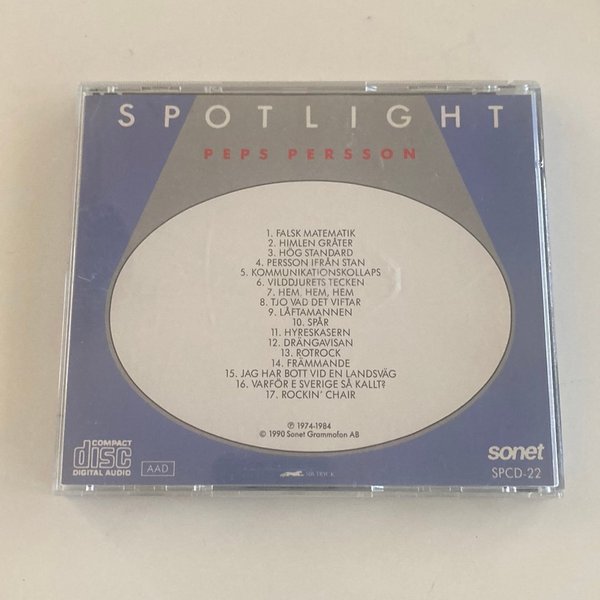 SPOTLIGHT
PEPS PERSSON
1. FALSK MATEMATIK
2. HIMLEN GRÅTER
3. HÖG STANDARD
4. PERSSON IFRÅN STAN
5. KOMMUNIKATIONSKOLLAPS
6. VILDDJURETS TECKEN
7. HEM, HEM, HEM
8. TJO VAD DET VIFTAR
9. LÅFTAMANNEN
10. SPÅR
11. HYRESKASERN
12. DRÄNGAVISAN
13. ROTROCK
14. FRÄMMANDE
15. JAG HAR BOTT VID EN LANDSVÄG
16. VARFÖR E SVERIGE SÅ KALLT?
17. ROCKIN' CHAIR
℗ 1974-1984
© 1990 Sonet Grammofon AB
COMPACT
disc
DIGITAL AUDIO
AAD
sonet
SPCD-22